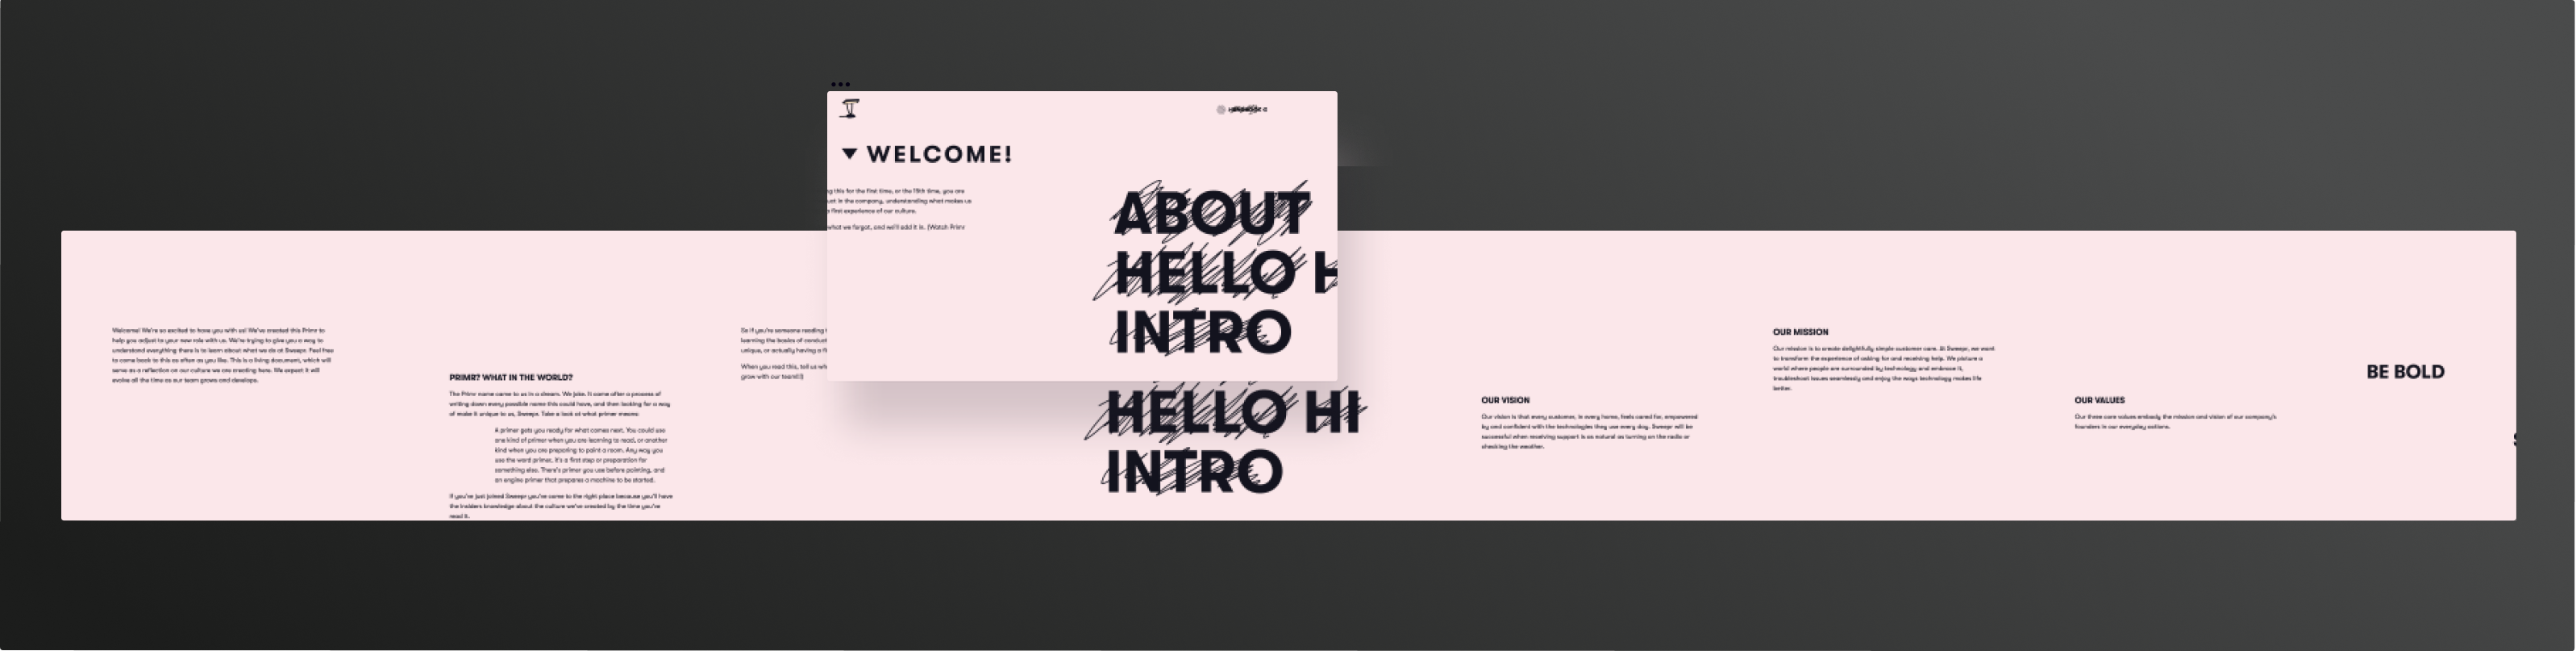 WELCOME!
ng this for the first time, or the 15th time, you are
uct in the company, understanding what makes us
a first experience of our culture.
what we forgot, and we'll add it in. (Watch Primr
ABOUT
HELLO H
INTRO
Welcome! We're so excited to have you with us! We've created this Primr to
help you adjust to your new role with us. We're trying to give you a way to
understand everything there is to learn about what we do at Sweepr. Feel free
to come back to this as often as you like. This is a living document, which will
serve as a reflection on our culture we are creating here. We expect it will
evolve all the time as our team grows and develops.
PRIMR? WHAT IN THE WORLD?
The Primr name came to us in a dream. We joke. It came after a process of
writing down every possible name this could have, and then looking for a way
of make it unique to us, Sweepr. Take a look at what primer means:
A primer gets you ready for what comes next. You could use
one kind of primer when you are learning to read, or another
kind when you are preparing to paint a room. Any way you
use the word primer, it's a first step or preparation for
something else. There's primer you use before painting, and
an engine primer that prepares a machine to be started.
If you've just joined Sweepr you've come to the right place because you'll have
the insiders knowledge about the culture we've created by the time you've
read it.
So if you're someone reading t
learning the basics of conduct
unique, or actually having a fi
When you read this, tell us wh
grow with our team!!!)
HELLO HI
INTRO
OUR VISION
Our vision is that every customer, in every home, feels cared for, empowered
by and confident with the technologies they use every day. Sweepr will be
successful when receiving support is as natural as turning on the radio or
checking the weather.
OUR MISSION
Our mission is to create delightfully simple customer care. At Sweepr, we want
to transform the experience of asking for and receiving help. We picture a
world where people are surrounded by technology and embrace it,
troubleshoot issues seamlessly and enjoy the ways technology makes life
better.
OUR VALUES
Our three core values embody the mission and vision of our company's
founders in our everyday actions.
BE BOLD